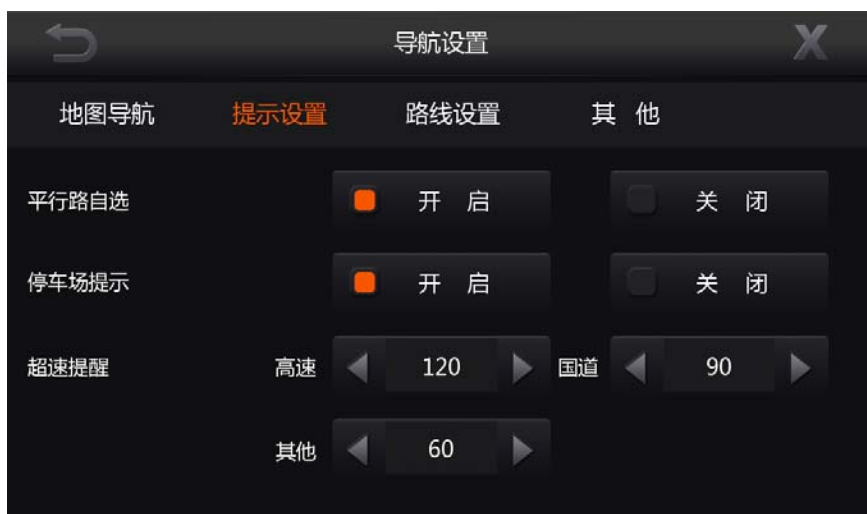 导航设置 X
地图导航 提示设置 路线设置 其 他
平行路自选 开 启 关 闭
停车场提示 开 启 关 闭
超速提醒 高速 120 国道 90
其他 60